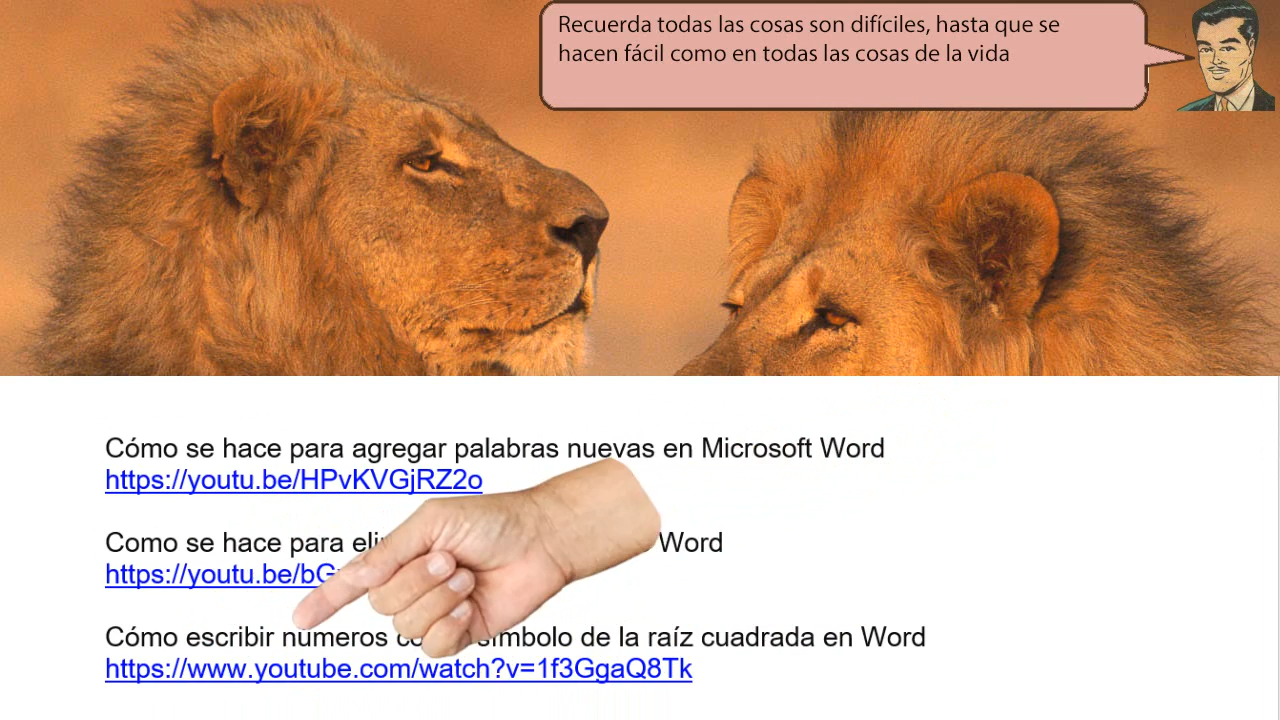 Recuerda todas las cosas son difíciles, hasta que se
hacen fácil como en todas las cosas de la vida
Cómo se hace para agregar palabras nuevas en Microsoft Word
https://youtu.be/HPvKVGjRZ2o
Como se hace para Word
https://youtu.be/bG
Cómo escribir números símbolo de la raíz cuadrada en Word
https://www.youtube.com/watch?v=1f3GgaQ8Tk